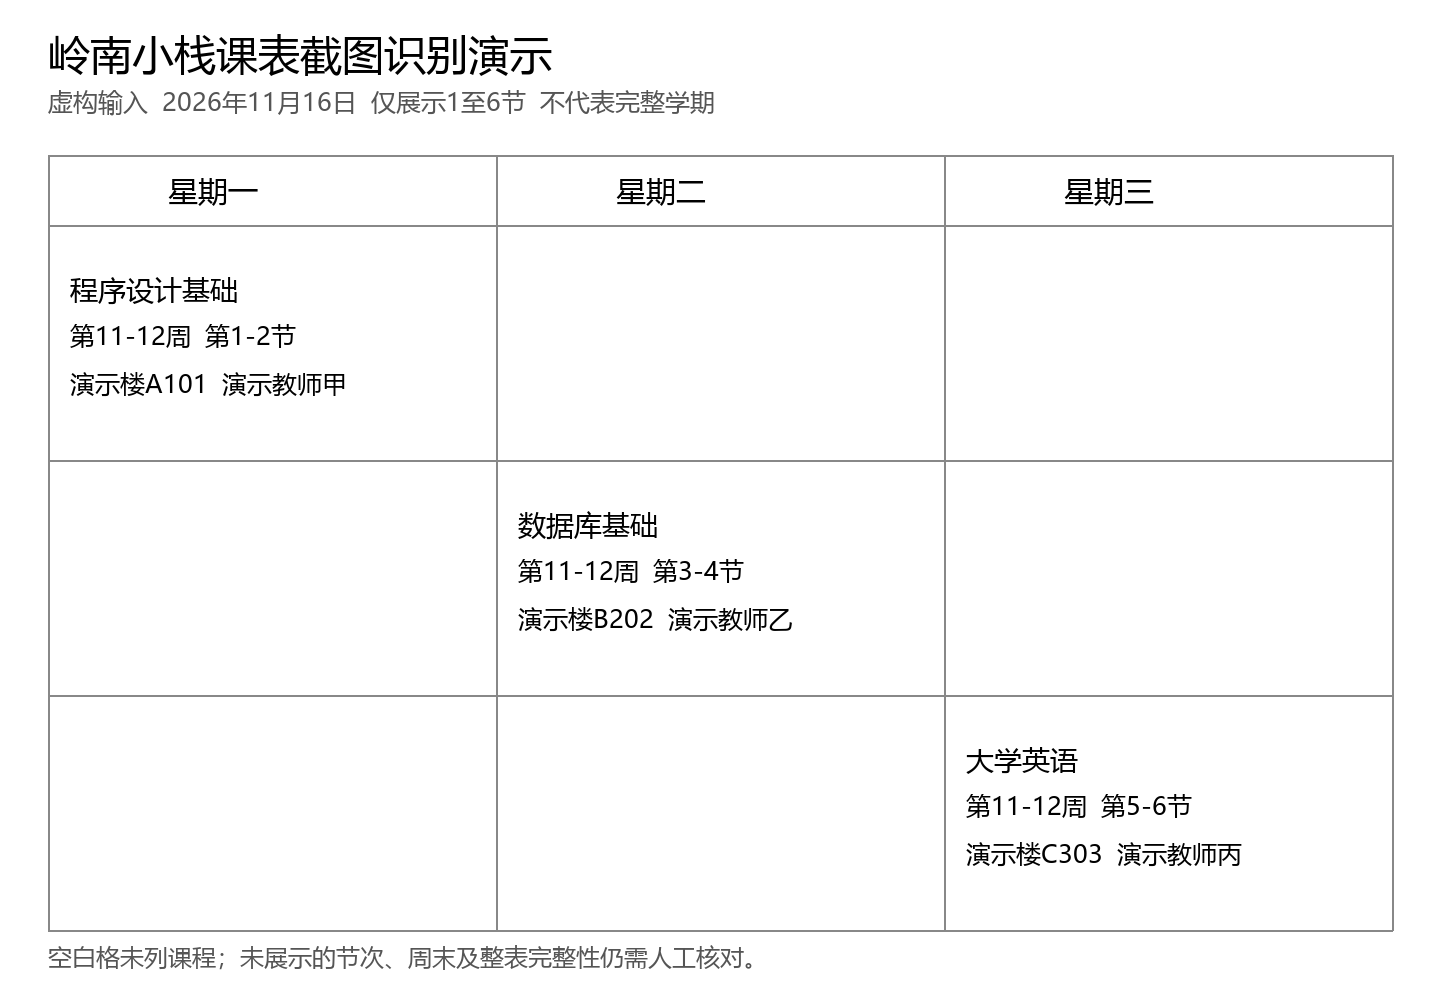 岭南小栈课表截图识别演示
虚构输入 2026年11月16日 仅展示1至6节 不代表完整学期
星期一 星期二 星期三
程序设计基础
第11-12周 第1-2节
演示楼A101 演示教师甲
数据库基础
第11-12周 第3-4节
演示楼B202 演示教师乙
大学英语
第11-12周 第5-6节
演示楼C303 演示教师丙
空白格未列课程；未展示的节次、周末及整表完整性仍需人工核对。